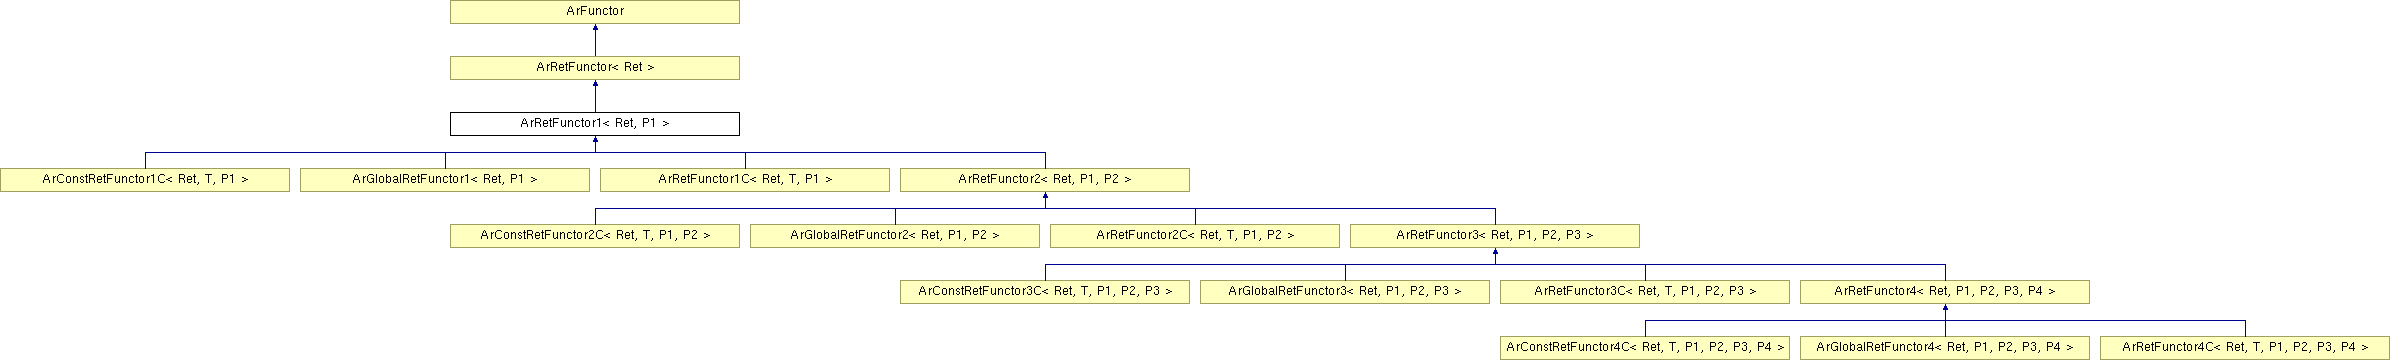 ArFunctor
ArRetFunctor< Ret >
ArRetFunctor1< Ret, P1 >
ArConstRetFunctor1C< Ret, T, P1 >
ArGlobalRetFunctor1< Ret, P1 >
ArRetFunctor1C< Ret, T, P1 >
ArRetFunctor2< Ret, P1, P2 >
ArConstRetFunctor2C< Ret, T, P1, P2 >
ArGlobalRetFunctor2< Ret, P1, P2 >
ArRetFunctor2C< Ret, T, P1, P2 >
ArRetFunctor3< Ret, P1, P2, P3 >
ArConstRetFunctor3C< Ret, T, P1, P2, P3 >
ArGlobalRetFunctor3< Ret, P1, P2, P3 >
ArRetFunctor3C< Ret, T, P1, P2, P3 >
ArRetFunctor4< Ret, P1, P2, P3, P4 >
ArConstRetFunctor4C< Ret, T, P1, P2, P3, P4 >
ArGlobalRetFunctor4< Ret, P1, P2, P3, P4 >
ArRetFunctor4C< Ret, T, P1, P2, P3, P4 >